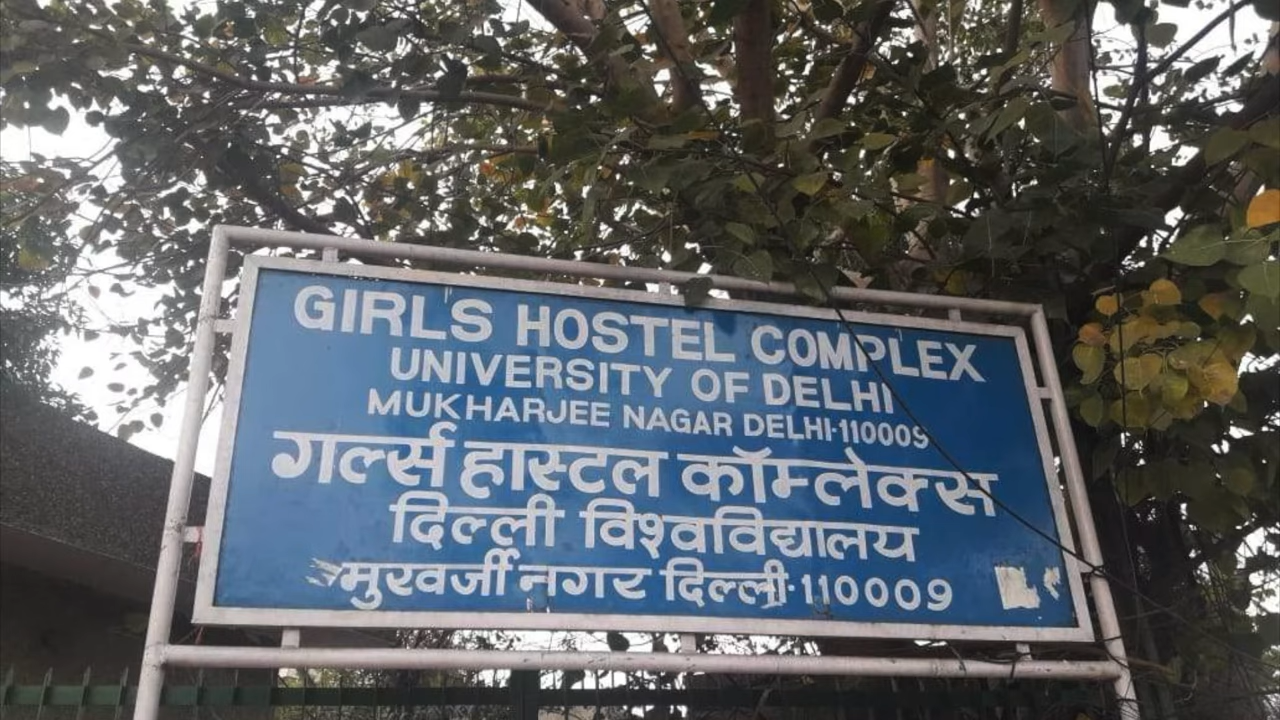 GIRL'S HOSTEL COMPLEX
UNIVERSITY OF DELHI
MUKHARJEE NAGAR DELHI-110009
गर्ल्स हास्टल कॉम्लेक्स
दिल्ली विश्वविद्यालय
मुखर्जी नगर दिल्ली-110009